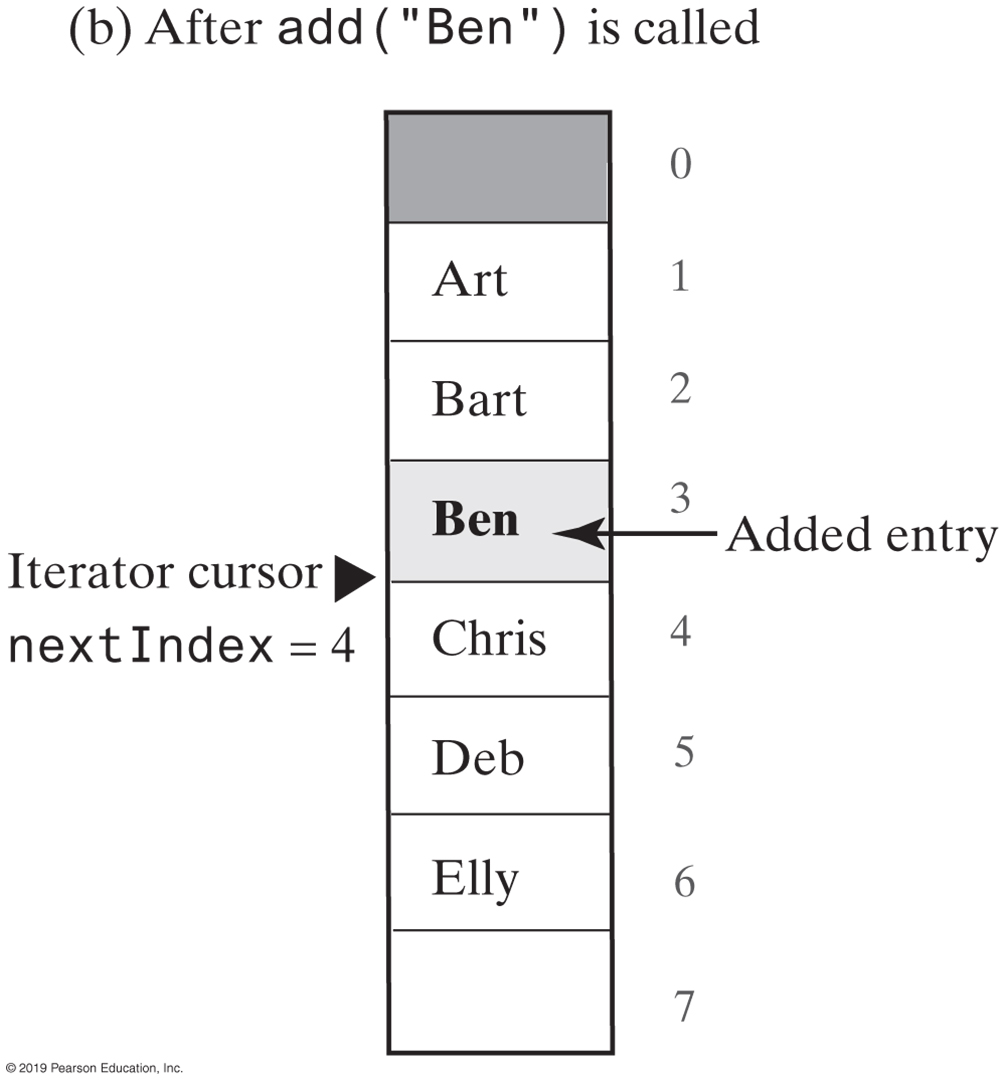 (b) After add("Ben") is called
0
Art 1
Bart 2
Ben 3
Added entry
Iterator cursor
nextIndex = 4
Chris 4
Deb 5
Elly 6
7
© 2019 Pearson Education, Inc.